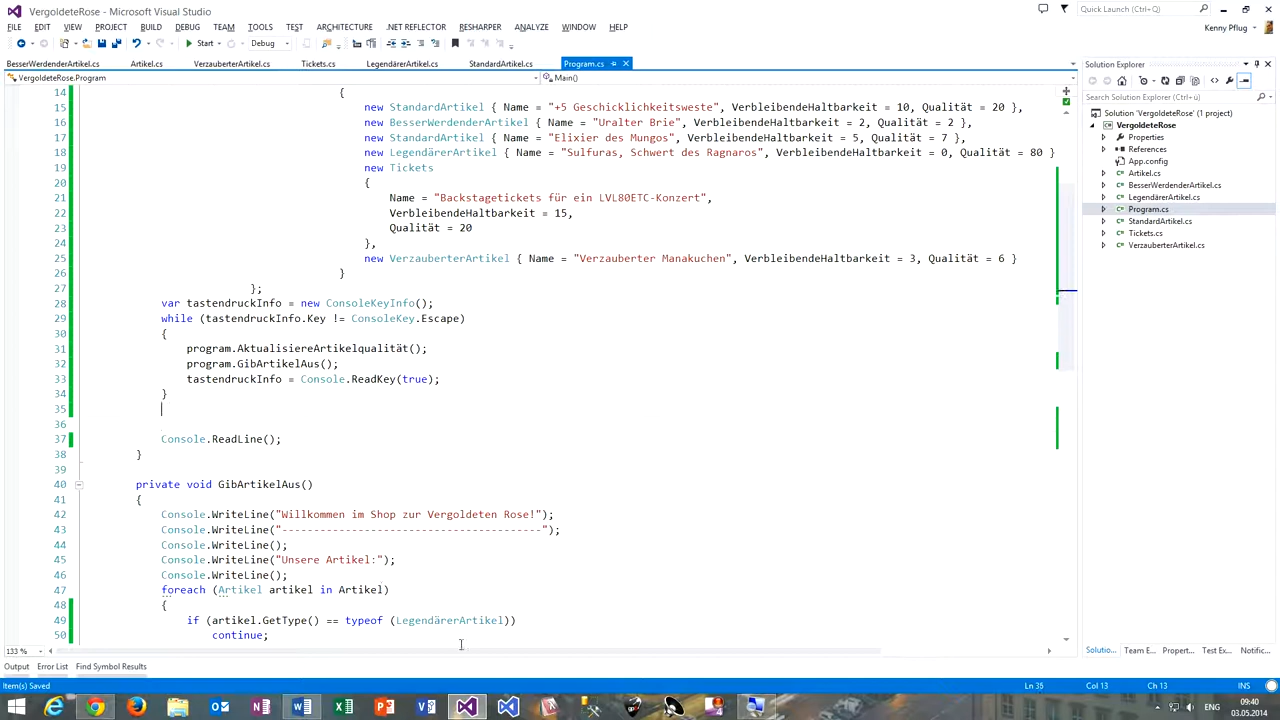 VergoldeteRose - Microsoft Visual Studio
Quick Launch (Ctrl+Q)
FILE EDIT VIEW PROJECT BUILD DEBUG TEAM TOOLS TEST ARCHITECTURE .NET REFLECTOR RESHARPER ANALYZE WINDOW HELP
Kenny Pflug
Start Debug
BesserWerdenderArtikel.cs Artikel.cs VerzauberterArtikel.cs Tickets.cs LegendärerArtikel.cs StandardArtikel.cs Program.cs
VergoldeteRose.Program Main()
14 {
15 new StandardArtikel { Name = "+5 Geschicklichkeitsweste", VerbleibendeHaltbarkeit = 10, Qualität = 20 },
16 new BesserWerdenderArtikel { Name = "Uralter Brie", VerbleibendeHaltbarkeit = 2, Qualität = 2 },
17 new StandardArtikel { Name = "Elixier des Mungos", VerbleibendeHaltbarkeit = 5, Qualität = 7 },
18 new LegendärerArtikel { Name = "Sulfuras, Schwert des Ragnaros", VerbleibendeHaltbarkeit = 0, Qualität = 80 }
19 new Tickets
20 {
21 Name = "Backstagetickets für ein LVL80ETC-Konzert",
22 VerbleibendeHaltbarkeit = 15,
23 Qualität = 20
24 },
25 new VerzauberterArtikel { Name = "Verzauberter Manakuchen", VerbleibendeHaltbarkeit = 3, Qualität = 6 }
26 }
27 };
28 var tastendruckInfo = new ConsoleKeyInfo();
29 while (tastendruckInfo.Key != ConsoleKey.Escape)
30 {
31 program.AktualisiereArtikelqualität();
32 program.GibArtikelAus();
33 tastendruckInfo = Console.ReadKey(true);
34 }
35
36
37 Console.ReadLine();
38 }
39
40 private void GibArtikelAus()
41 {
42 Console.WriteLine("Willkommen im Shop zur Vergoldeten Rose!");
43 Console.WriteLine("-----------------------------------------");
44 Console.WriteLine();
45 Console.WriteLine("Unsere Artikel:");
46 Console.WriteLine();
47 foreach (Artikel artikel in Artikel)
48 {
49 if (artikel.GetType() == typeof (LegendärerArtikel))
50 continue;
133 %
Solution Explorer
Search Solution Explorer (Ctrl+ü)
Solution 'VergoldeteRose' (1 project)
VergoldeteRose
Properties
References
App.config
Artikel.cs
BesserWerdenderArtikel.cs
LegendärerArtikel.cs
Program.cs
StandardArtikel.cs
Tickets.cs
VerzauberterArtikel.cs
Solutio... Team E... Propert... Test Ex... Notific...
Output Error List Find Symbol Results
Item(s) Saved Ln 35 Col 13 Ch 13 INS
ENG 09:40
03.05.2014